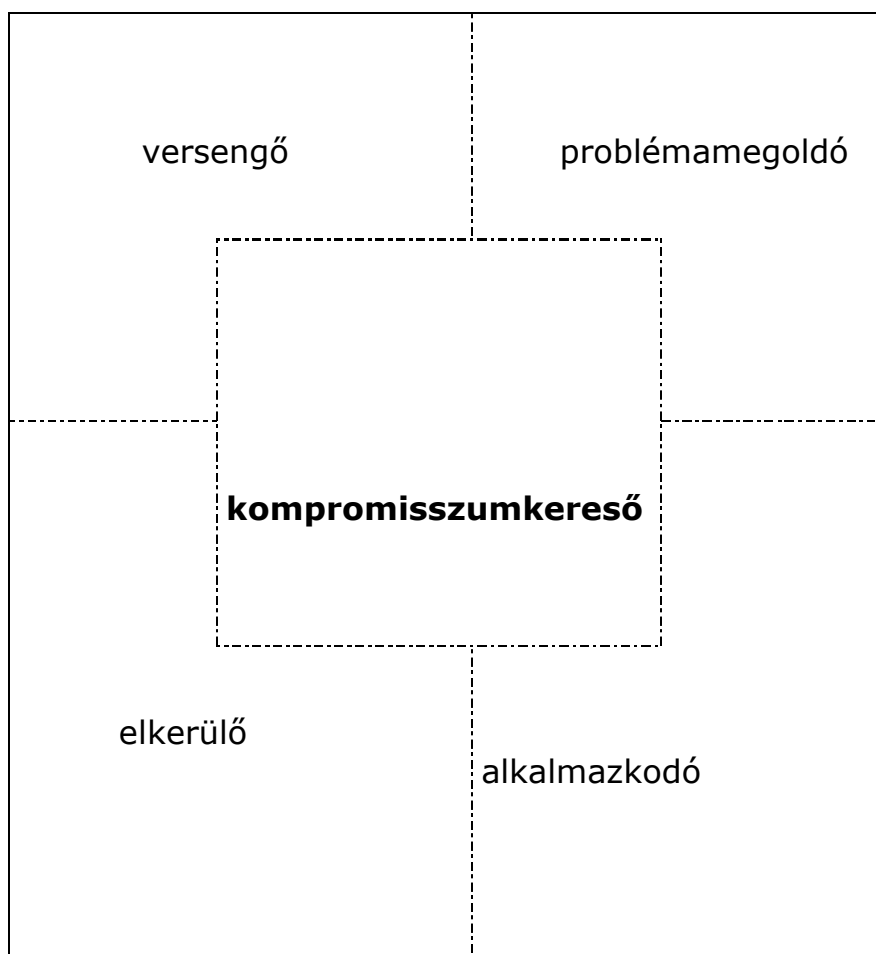 versengő
problémamegoldó
kompromisszumkereső
elkerülő
alkalmazkodó